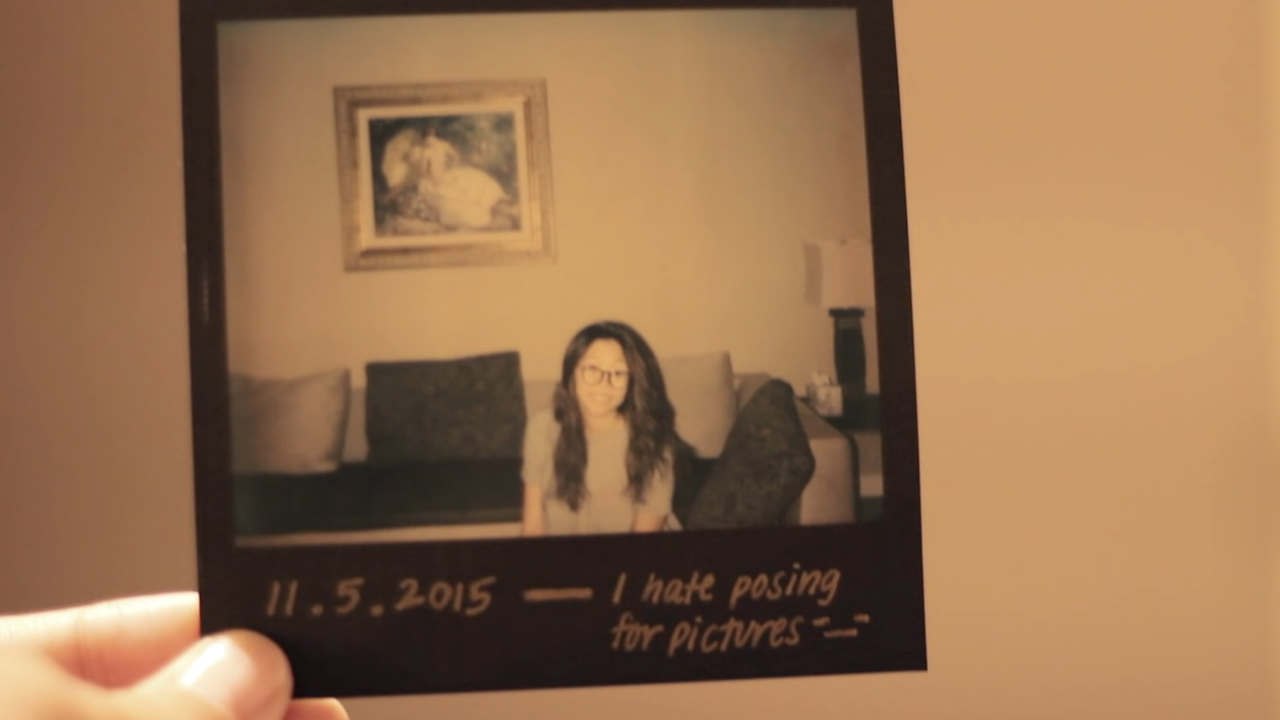 11.5.2015 — I hate posing
for pictures -_-